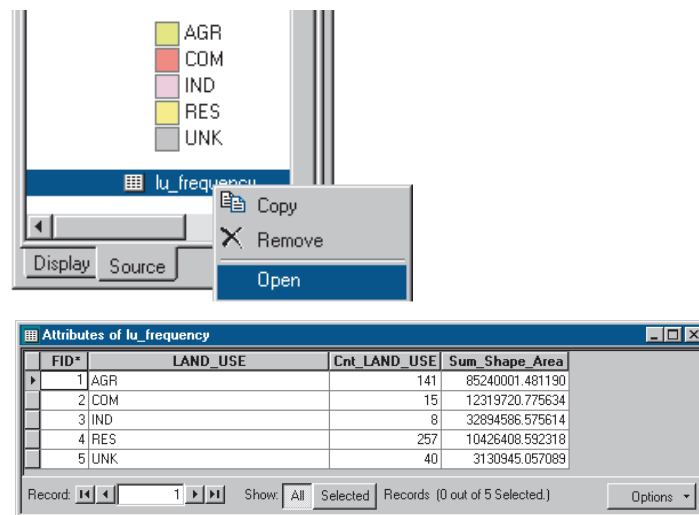 AGR
COM
IND
RES
UNK
lu_frequency
Copy
Remove
Open
Display Source
Attributes of lu_frequency
FID* LAND_USE Cnt_LAND_USE Sum_Shape_Area
1 AGR 141 85240001.481190
2 COM 15 12319720.775634
3 IND 8 32894586.575614
4 RES 257 10426408.592318
5 UNK 40 3130945.057089
Record: 1 Show: All Selected Records (0 out of 5 Selected.) Options